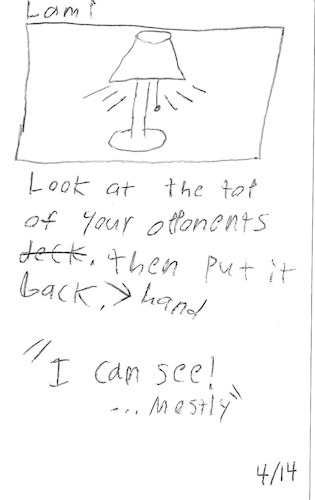 Lamp
Look at the top
of your opponents
deck, then put it
back. > hand
"I can see!
... Mostly"
4/14